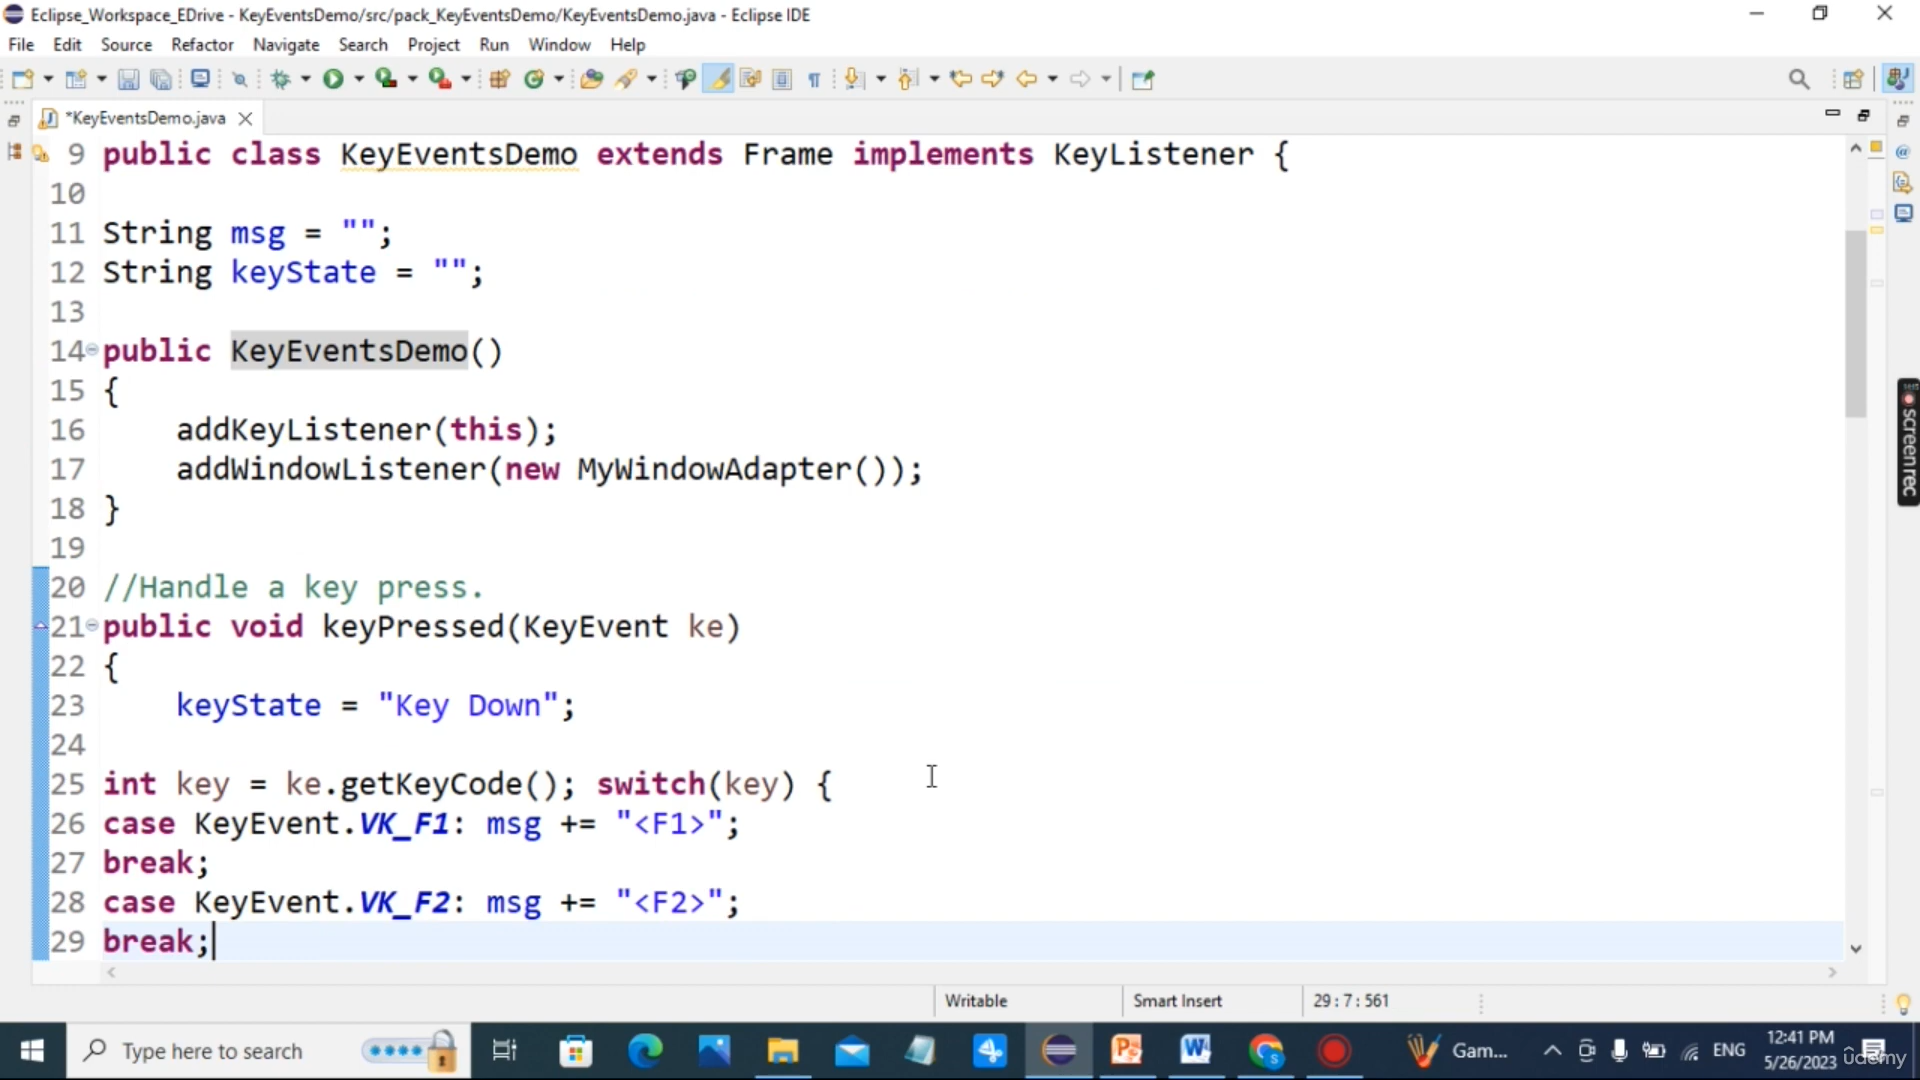 Eclipse_Workspace_EDrive - KeyEventsDemo/src/pack_KeyEventsDemo/KeyEventsDemo.java - Eclipse IDE
File Edit Source Refactor Navigate Search Project Run Window Help
*KeyEventsDemo.java
9 public class KeyEventsDemo extends Frame implements KeyListener {
10
11 String msg = "";
12 String keyState = "";
13
14 public KeyEventsDemo()
15 {
16 addKeyListener(this);
17 addWindowListener(new MyWindowAdapter());
18 }
19
20 //Handle a key press.
21 public void keyPressed(KeyEvent ke)
22 {
23 keyState = "Key Down";
24
25 int key = ke.getKeyCode(); switch(key) {
26 case KeyEvent.VK_F1: msg += "<F1>";
27 break;
28 case KeyEvent.VK_F2: msg += "<F2>";
29 break;
screenrec
Writable Smart Insert 29 : 7 : 561
Type here to search
Gam...
ENG
12:41 PM
5/26/2023
ûdemy